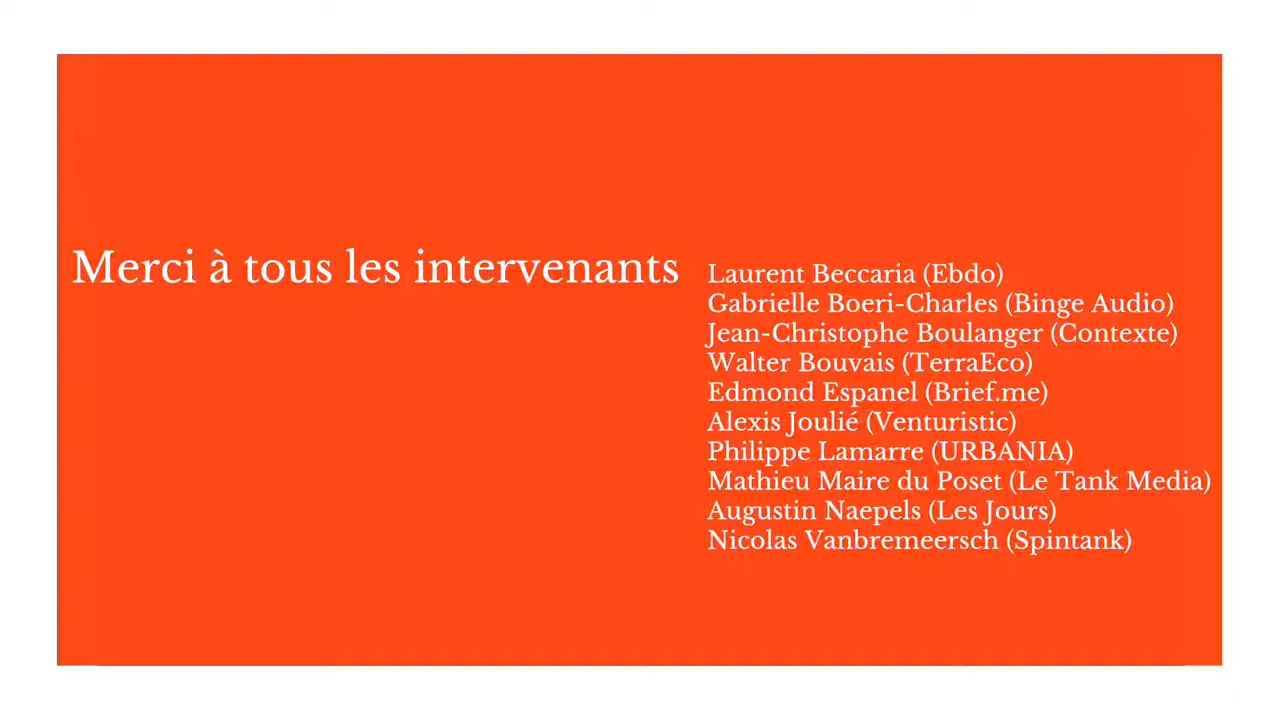 Merci à tous les intervenants
Laurent Beccaria (Ebdo)
Gabrielle Boeri-Charles (Binge Audio)
Jean-Christophe Boulanger (Contexte)
Walter Bouvais (TerraEco)
Edmond Espanel (Brief.me)
Alexis Joulié (Venturistic)
Philippe Lamarre (URBANIA)
Mathieu Maire du Poset (Le Tank Media)
Augustin Naepels (Les Jours)
Nicolas Vanbremeersch (Spintank)